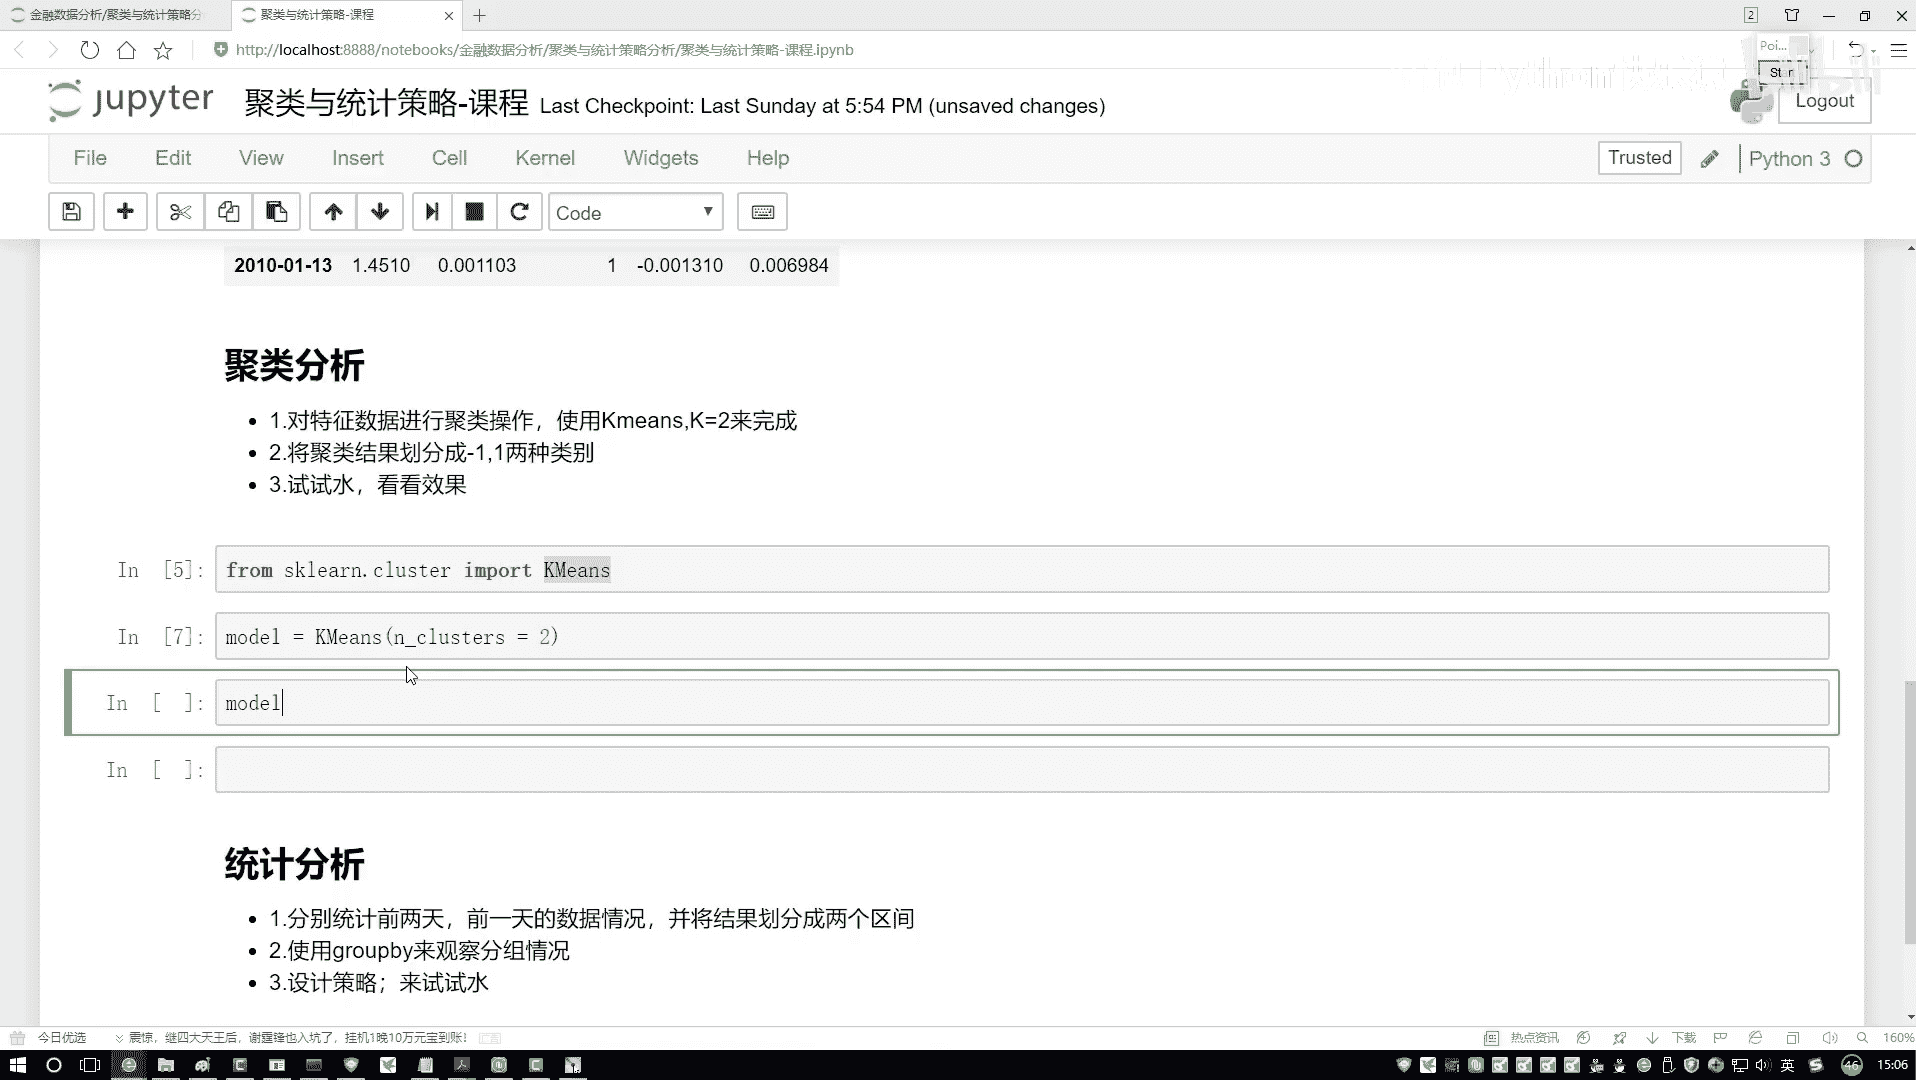 金融数据分析/聚类与统计策略分
聚类与统计策略-课程
2
http://localhost:8888/notebooks/金融数据分析/聚类与统计策略分析/聚类与统计策略-课程.ipynb
Poi...
Start
jupyter
聚类与统计策略-课程 Last Checkpoint: Last Sunday at 5:54 PM (unsaved changes)
Logout
File Edit View Insert Cell Kernel Widgets Help
Trusted
Python 3
Code
2010-01-13 1.4510 0.001103 1 -0.001310 0.006984
聚类分析
• 1.对特征数据进行聚类操作，使用Kmeans,K=2来完成
• 2.将聚类结果划分成-1,1两种类别
• 3.试试水，看看效果
In [5]: from sklearn.cluster import KMeans
In [7]: model = KMeans(n_clusters = 2)
In [ ]: model
In [ ]:
统计分析
• 1.分别统计前两天，前一天的数据情况，并将结果划分成两个区间
• 2.使用groupby来观察分组情况
• 3.设计策略；来试试水
今日优选
震惊，继四大天王后，谢霆锋也入坑了，挂机1晚10万元宝到账！
热点资讯
下载
160%
英
46
15:06